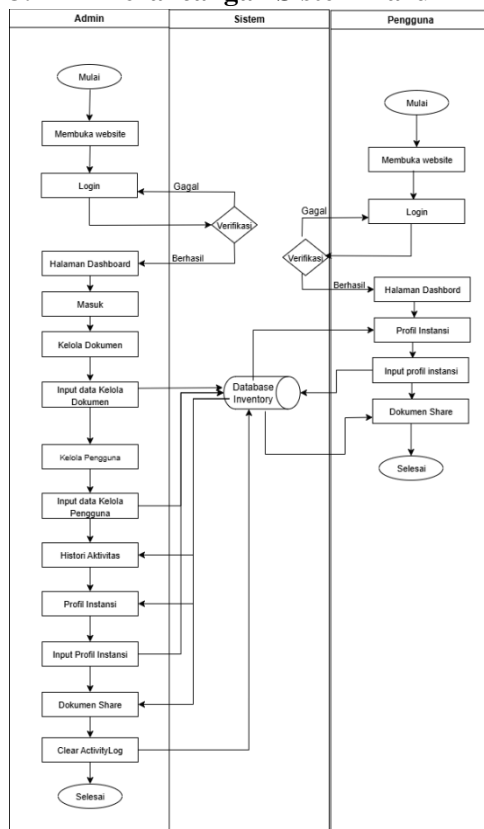 Admin
Sistem
Pengguna
Mulai
Membuka website
Login
Gagal
Verifikasi
Berhasil
Halaman Dashboard
Masuk
Kelola Dokumen
Input data Kelola
Dokumen
Kelola Pengguna
Input data Kelola
Pengguna
Histori Aktivitas
Profil Instansi
Input Profil Instansi
Dokumen Share
Clear ActivityLog
Selesai
Database
Inventory
Mulai
Membuka website
Login
Gagal
Verifikasi
Berhasil
Halaman Dashbord
Profil Instansi
Input profil instansi
Dokumen Share
Selesai